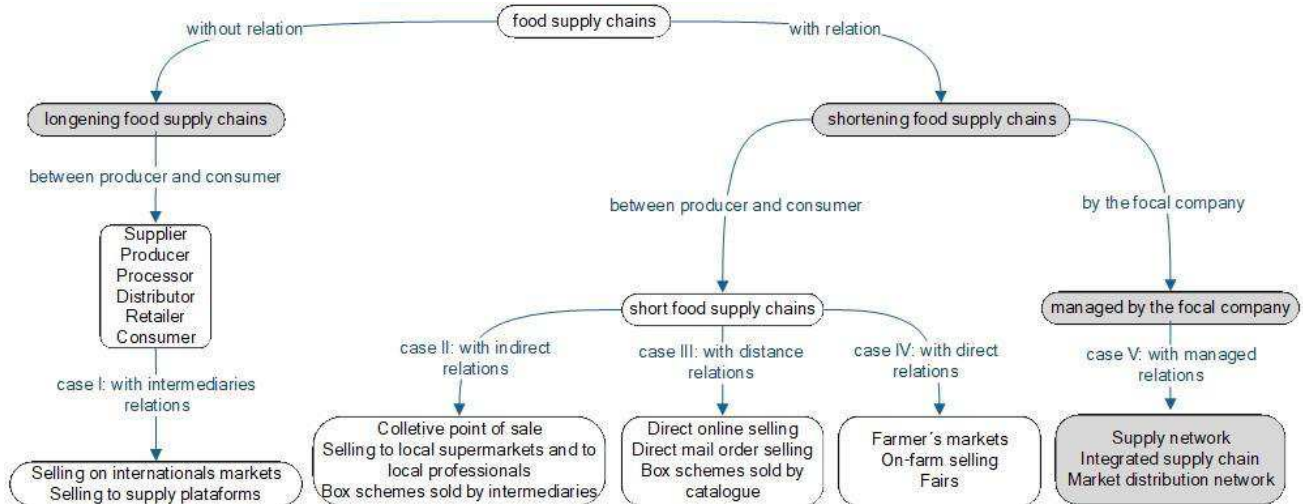 food supply chains
without relation
with relation
longening food supply chains
shortening food supply chains
between producer and consumer
between producer and consumer
by the focal company
Supplier
Producer
Processor
Distributor
Retailer
Consumer
short food supply chains
managed by the focal company
case I: with intermediaries
relations
case II: with indirect
relations
case III: with distance
relations
case IV: with direct
relations
case V: with managed
relations
Selling on internationals markets
Selling to supply plataforms
Colletive point of sale
Selling to local supermarkets and to
local professionals
Box schemes sold by intermediaries
Direct online selling
Direct mail order selling
Box schemes sold by
catalogue
Farmer´s markets
On-farm selling
Fairs
Supply network
Integrated supply chain
Market distribution network